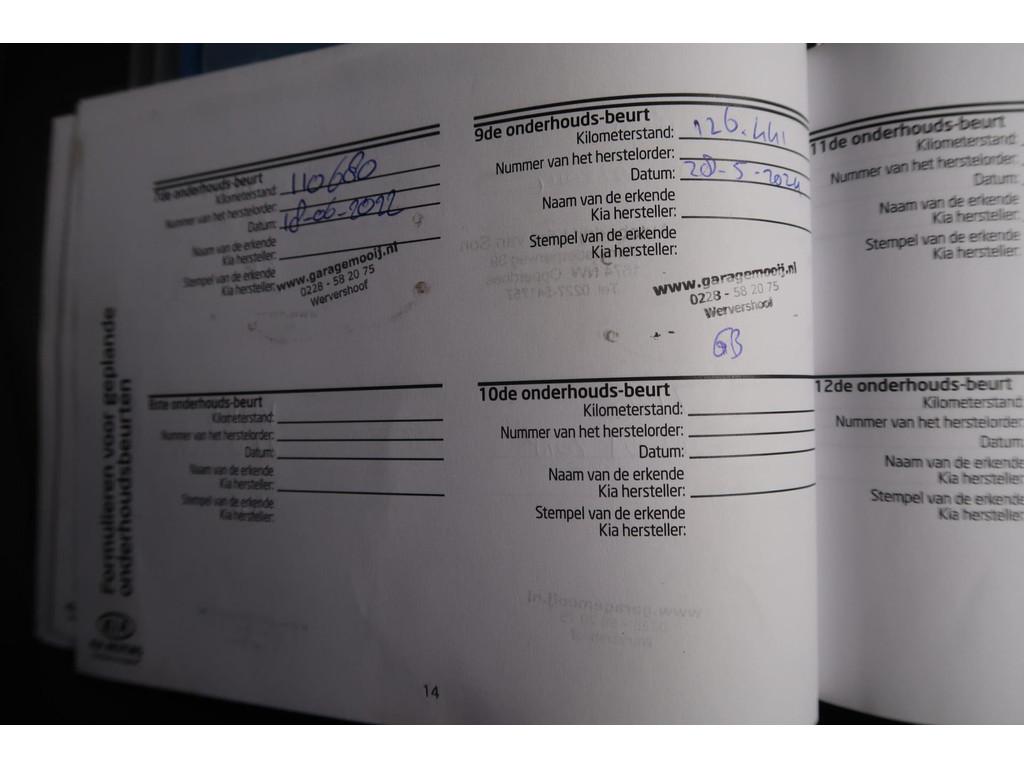 Formulieren voor geplande
onderhoudsbeurten
7de onderhouds-beurt
Kilometerstand: 110680
Nummer van het herstelorder:
Datum: 18-06-2022
Naam van de erkende
Kia hersteller:
Stempel van de erkende
Kia hersteller:
www.garagemooij.nl
0228 - 58 20 75
Wervershoof
8ste onderhouds-beurt
Kilometerstand:
Nummer van het herstelorder:
Datum:
Naam van de erkende
Kia hersteller:
Stempel van de erkende
Kia hersteller:
9de onderhouds-beurt
Kilometerstand: 126.441
Nummer van het herstelorder:
Datum: 28-5-2024
Naam van de erkende
Kia hersteller:
Stempel van de erkende
Kia hersteller:
www.garagemooij.nl
0228 - 58 20 75
Wervershoof
GB
10de onderhouds-beurt
Kilometerstand:
Nummer van het herstelorder:
Datum:
Naam van de erkende
Kia hersteller:
Stempel van de erkende
Kia hersteller:
14
11de onderhouds-beurt
Kilometerstand:
Nummer van het herstelorder:
Datum:
Naam van de erkende
Kia hersteller:
Stempel van de erkende
Kia hersteller:
12de onderhouds-beurt
Kilometerstand
Nummer van het herstelorder:
Datum
Naam van de erkende
Kia hersteller:
Stempel van de erkende
Kia hersteller: